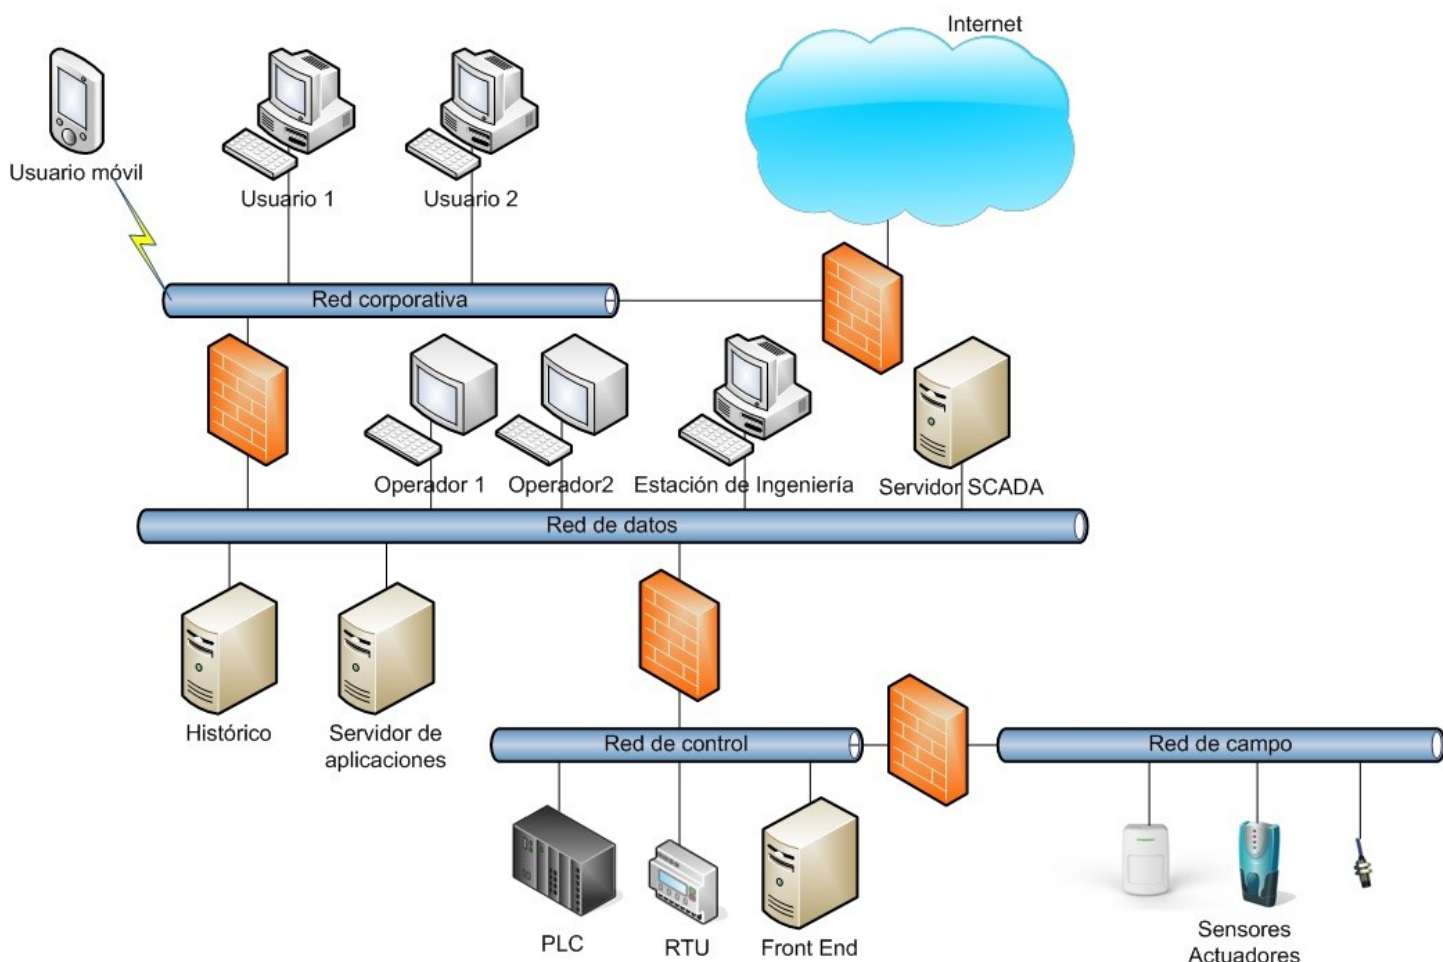 Internet
Usuario móvil
Usuario 1
Usuario 2
Red corporativa
Operador 1
Operador2
Estación de Ingeniería
Servidor SCADA
Red de datos
Histórico
Servidor de
aplicaciones
Red de control
Red de campo
PLC
RTU
Front End
Sensores
Actuadores